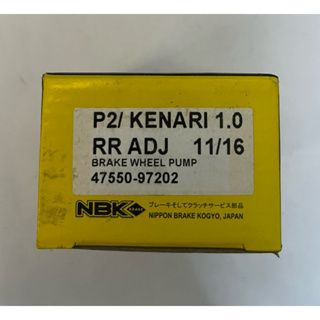 P2/ KENARI 1.0
RR ADJ 11/16
BRAKE WHEEL PUMP
47550-97202
NBK
ブレーキそしてクラッチサービス部品
NIPPON BRAKE KOGYO, JAPAN